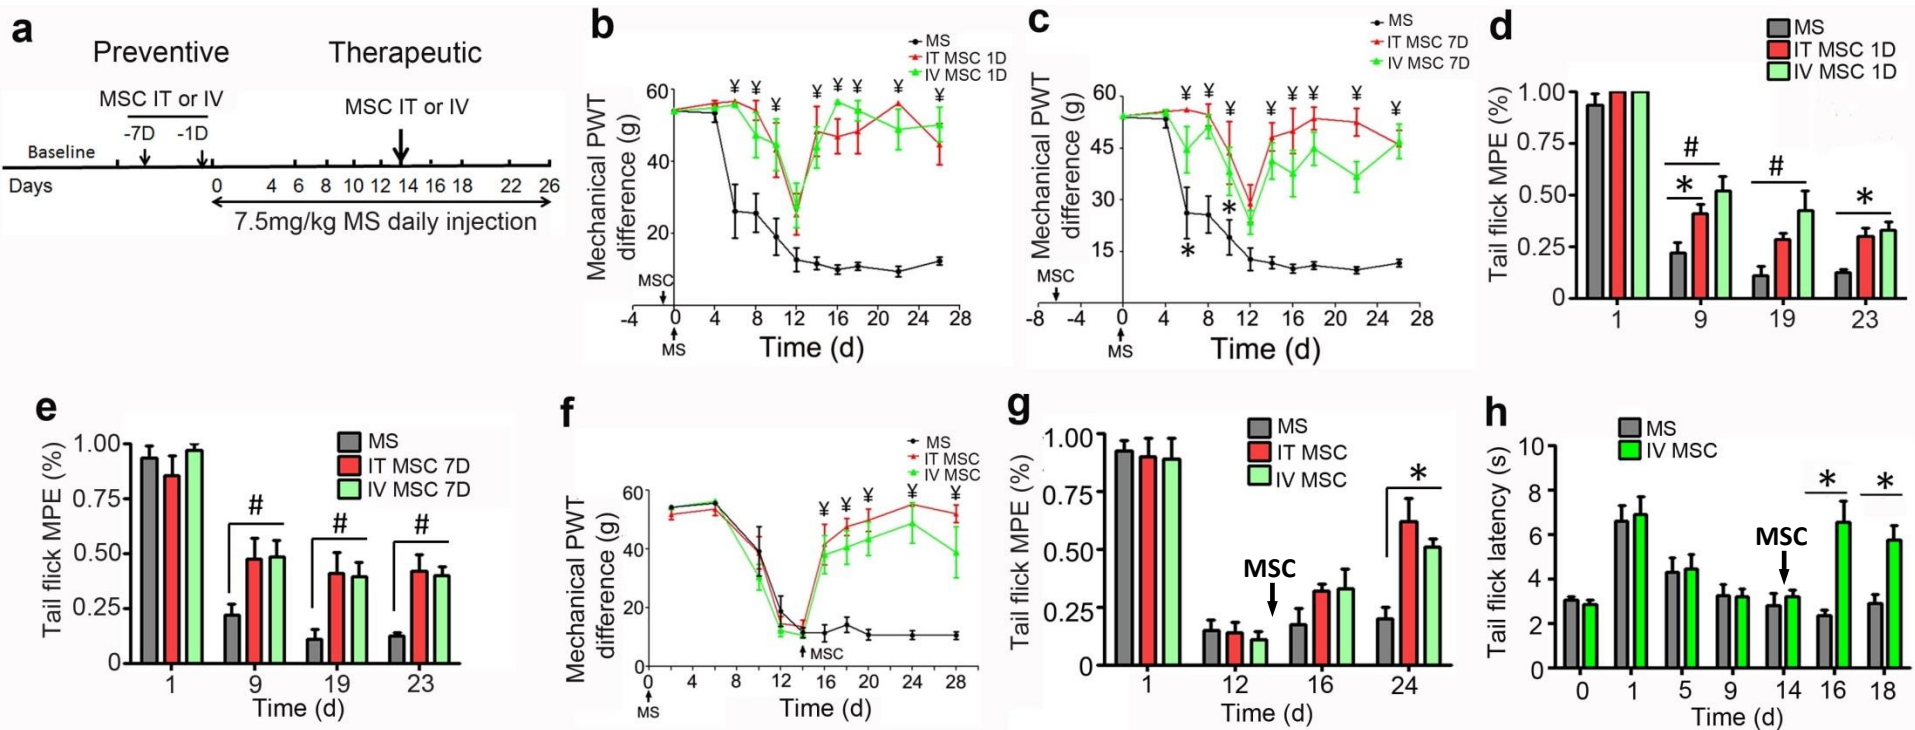 a
Preventive
Therapeutic
MSC IT or IV
MSC IT or IV
-7D
-1D
Baseline
Days
0 4 6 8 10 12 14 16 18 22 26
7.5mg/kg MS daily injection
b
MS
IT MSC 1D
IV MSC 1D
Mechanical PWT
difference (g)
60
40
20
¥ ¥ ¥ ¥ ¥ ¥ ¥ ¥
MSC
-4 0 4 8 12 16 20 24 28
MS
Time (d)
c
MS
IT MSC 7D
IV MSC 7D
Mechanical PWT
difference (g)
60
45
30
15
¥ ¥ ¥ ¥ ¥ ¥ ¥ ¥
*
*
MSC
-8 -4 0 4 8 12 16 20 24 28
MS
Time (d)
d
MS
IT MSC 1D
IV MSC 1D
Tail flick MPE (%)
1.00
0.75
0.50
0.25
0
#
*
#
*
1 9 19 23
Time (d)
e
MS
IT MSC 7D
IV MSC 7D
Tail flick MPE (%)
1.00
0.75
0.50
0.25
0
# # #
1 9 19 23
Time (d)
f
MS
IT MSC
IV MSC
Mechanical PWT
difference (g)
60
40
20
0
¥ ¥ ¥ ¥ ¥
MSC
0 4 8 12 16 20 24 28
MS
Time (d)
g
MS
IT MSC
IV MSC
Tail flick MPE (%)
1.00
0.75
0.50
0.25
0
MSC
*
1 12 16 24
Time (d)
h
MS
IV MSC
Tail flick latency (s)
10
8
6
4
2
0
MSC
* *
0 1 5 9 14 16 18
Time (d)